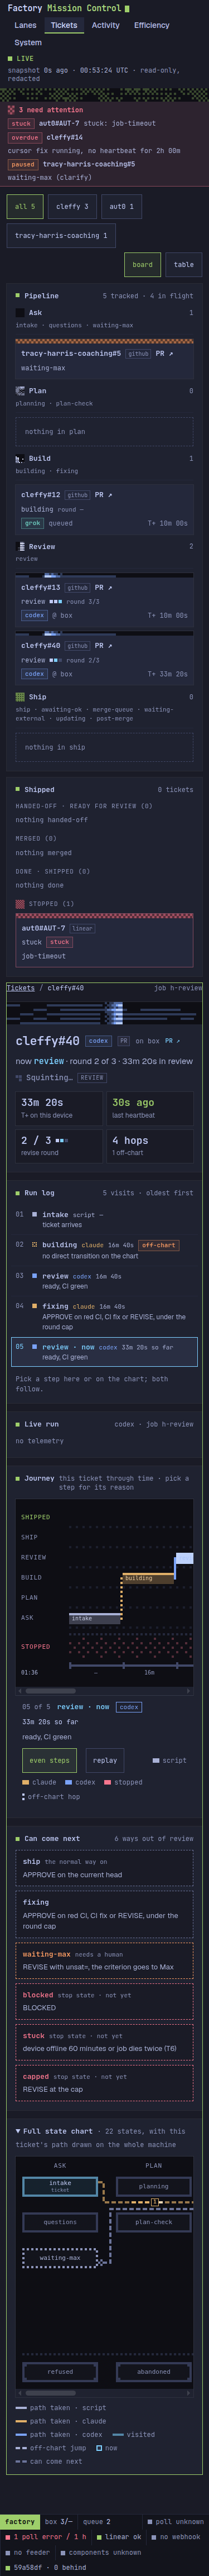 Factory Mission Control
Lanes Tickets Activity Efficiency
System
LIVE
snapshot 0s ago · 00:53:24 UTC · read-only,
redacted
3 need attention
stuck aut0#AUT-7 stuck: job-timeout
overdue cleffy#14
cursor fix running, no heartbeat for 2h 00m
paused tracy-harris-coaching#5
waiting-max (clarify)
all 5 cleffy 3 aut0 1
tracy-harris-coaching 1
board table
Pipeline 5 tracked · 4 in flight
Ask 1
intake · questions · waiting-max
tracy-harris-coaching#5 github PR ↗
waiting-max
Plan 0
planning · plan-check
nothing in plan
Build 1
building · fixing
cleffy#12 github PR ↗
building round —
grok queued T+ 10m 00s
Review 2
review
cleffy#13 github PR ↗
review round 3/3
codex @ box T+ 10m 00s
cleffy#40 github PR ↗
review round 2/3
codex @ box T+ 33m 20s
Ship 0
ship · awaiting-ok · merge-queue · waiting-
external · updating · post-merge
nothing in ship
Shipped 0 tickets
HANDED-OFF · READY FOR REVIEW (0)
nothing handed-off
MERGED (0)
nothing merged
DONE · SHIPPED (0)
nothing done
STOPPED (1)
aut0#AUT-7 linear
stuck stuck
job-timeout
Tickets / cleffy#40 job h-review
cleffy#40 codex PR on box PR ↗
now review · round 2 of 3 · 33m 20s in review
Squinting… REVIEW
33m 20s
T+ on this device
30s ago
last heartbeat
2 / 3
revise round
4 hops
1 off-chart
Run log 5 visits · oldest first
01 intake script —
ticket arrives
02 building claude 16m 40s off-chart
no direct transition on the chart
03 review codex 16m 40s
ready, CI green
04 fixing claude 16m 40s
APPROVE on red CI, CI fix or REVISE, under the
round cap
05 review · now codex 33m 20s so far
ready, CI green
Pick a step here or on the chart; both
follow.
Live run codex · job h-review
no telemetry
Journey this ticket through time · pick a
step for its reason
SHIPPED
SHIP
REVIEW
BUILD
PLAN
ASK
STOPPED
building
intake
01:36 — 16m
05 of 5 review · now codex
33m 20s so far
ready, CI green
even steps replay script
claude codex stopped
off-chart hop
Can come next 6 ways out of review
ship the normal way on
APPROVE on the current head
fixing
APPROVE on red CI, CI fix or REVISE, under the
round cap
waiting-max needs a human
REVISE with unsat=, the criterion goes to Max
blocked stop state · not yet
BLOCKED
stuck stop state · not yet
device offline 60 minutes or job dies twice (T6)
capped stop state · not yet
REVISE at the cap
▼ Full state chart · 22 states, with this
ticket's path drawn on the whole machine
ASK PLAN
intake
ticket
planning
1
questions plan-check
waiting-max
refused abandoned
path taken · script
path taken · claude
path taken · codex visited
off-chart jump now
can come next
factory box 3/— queue 2 poll unknown
1 poll error / 1 h linear ok no webhook
no feeder components unknown
59a58df · 0 behind